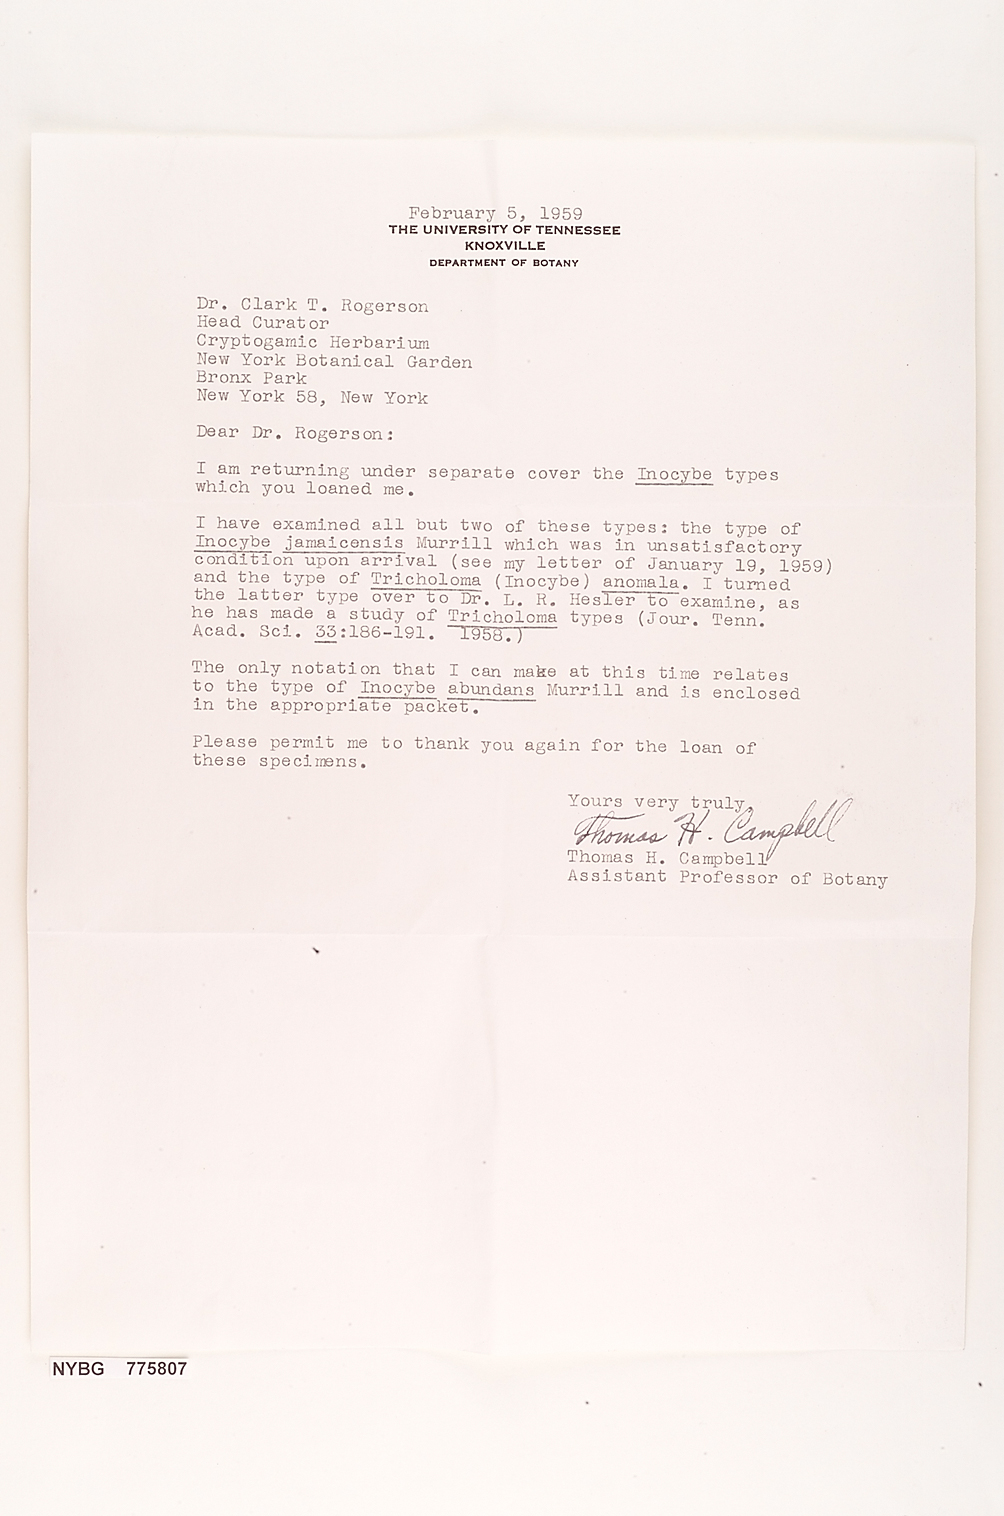 February 5, 1959
THE UNIVERSITY OF TENNESSEE
KNOXVILLE
DEPARTMENT OF BOTANY
Dr. Clark T. Rogerson
Head Curator
Cryptogamic Herbarium
New York Botanical Garden
Bronx Park
New York 58, New York
Dear Dr. Rogerson:
I am returning under separate cover the Inocybe types
which you loaned me.
I have examined all but two of these types: the type of
Inocybe jamaicensis Murrill which was in unsatisfactory
condition upon arrival (see my letter of January 19, 1959)
and the type of Tricholoma (Inocybe) anomala. I turned
the latter type over to Dr. L. R. Hesler to examine, as
he has made a study of Tricholoma types (Jour. Tenn.
Acad. Sci. 33:186-191. 1958.)
The only notation that I can make at this time relates
to the type of Inocybe abundans Murrill and is enclosed
in the appropriate packet.
Please permit me to thank you again for the loan of
these specimens.
Yours very truly,
Thomas H. Campbell
Thomas H. Campbell
Assistant Professor of Botany
NYBG 775807